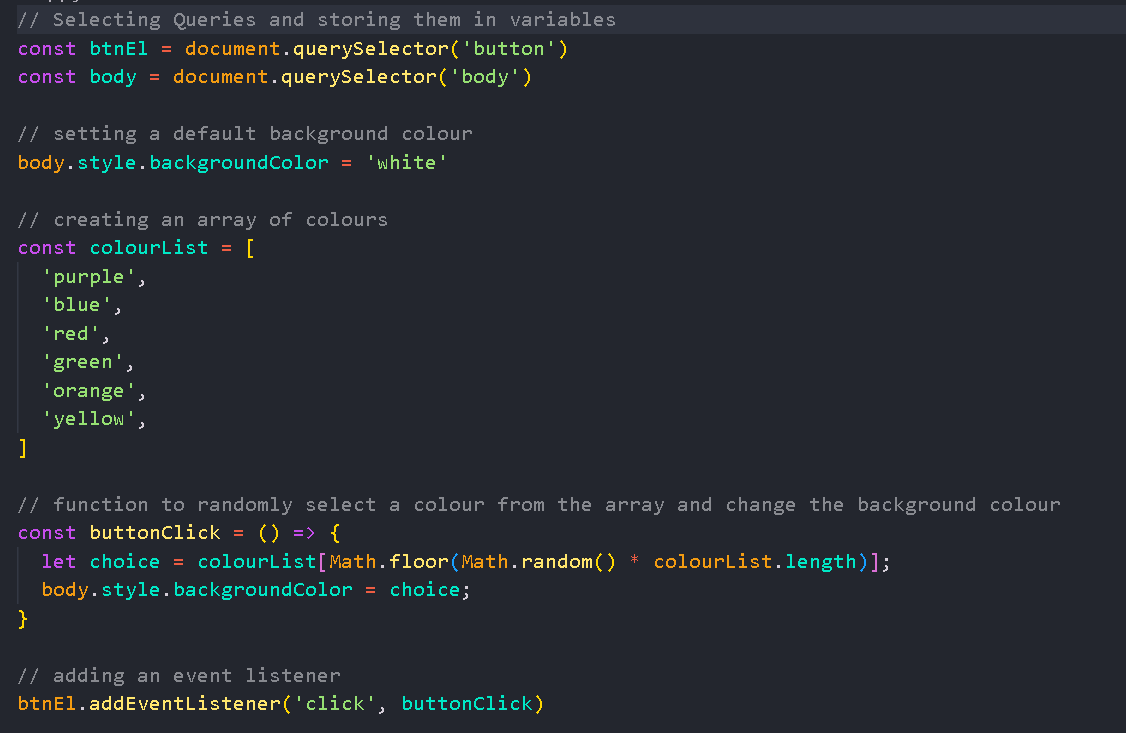 // Selecting Queries and storing them in variables
const btnEl = document.querySelector('button')
const body = document.querySelector('body')
// setting a default background colour
body.style.backgroundColor = 'white'
// creating an array of colours
const colourList = [
'purple',
'blue',
'red',
'green',
'orange',
'yellow',
]
// function to randomly select a colour from the array and change the background colour
const buttonClick = () => {
let choice = colourList[Math.floor(Math.random() * colourList.length)];
body.style.backgroundColor = choice;
}
// adding an event listener
btnEl.addEventListener('click', buttonClick)